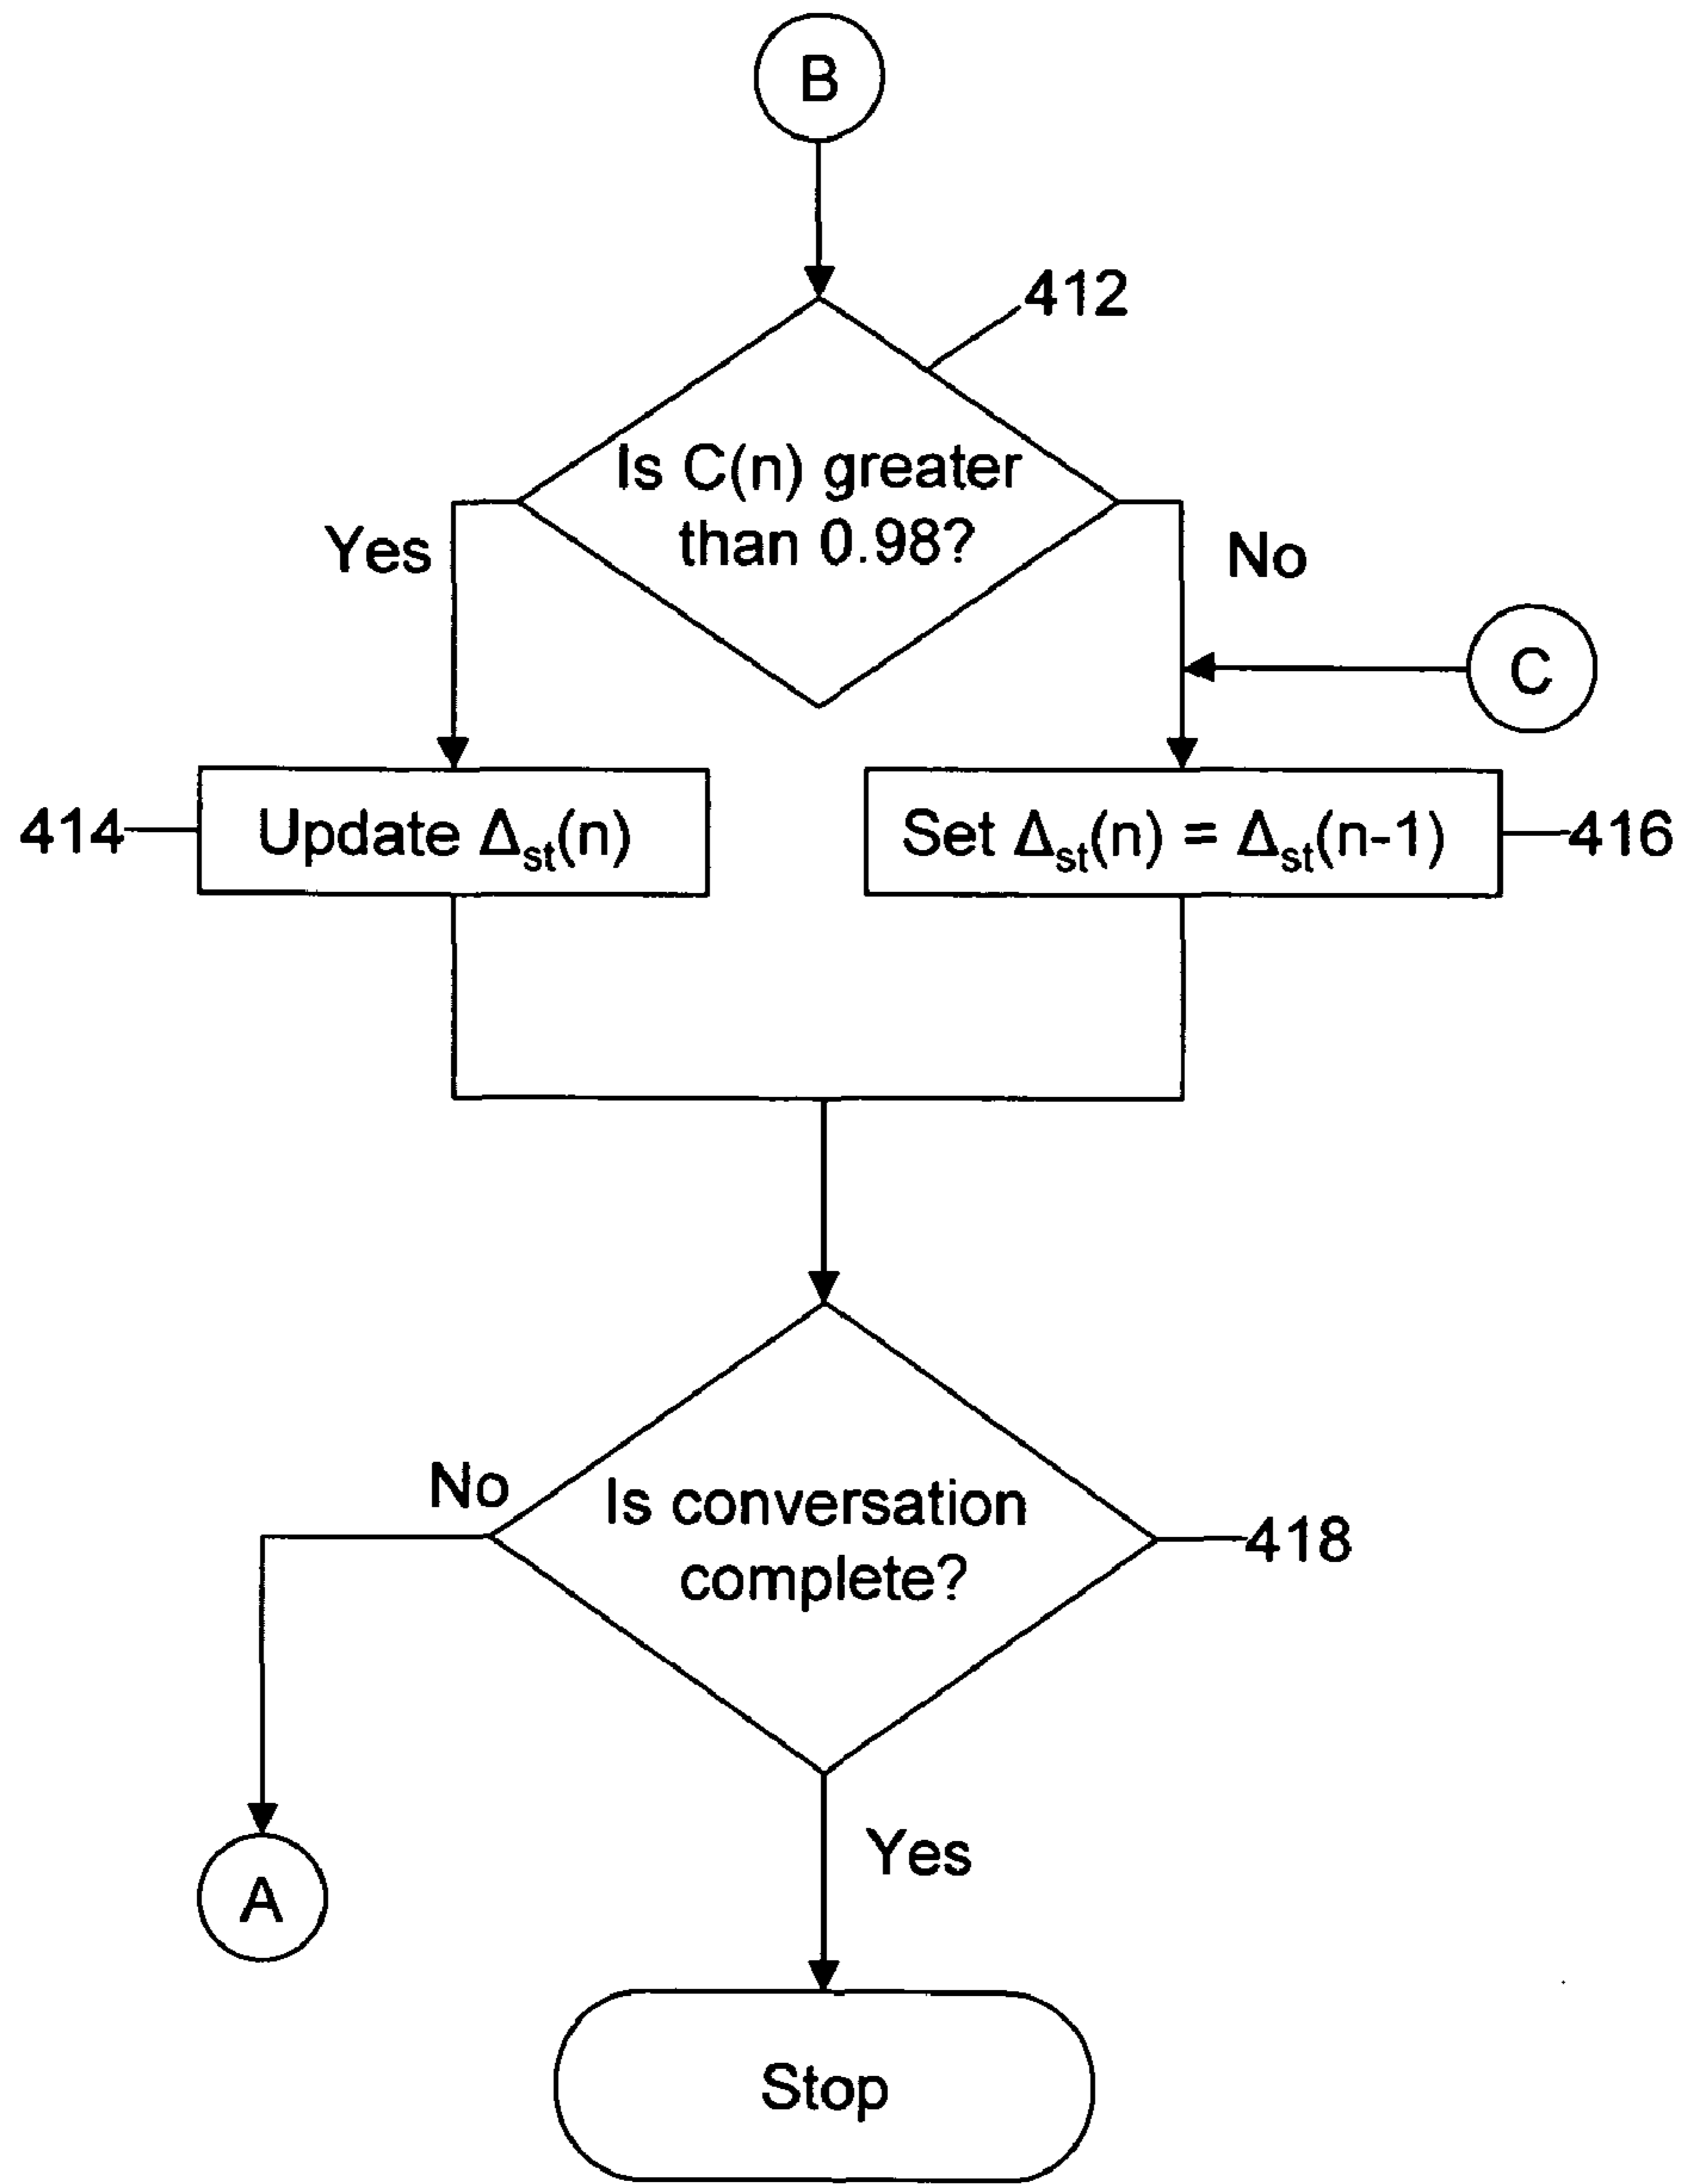 B
412
Is C(n) greater
than 0.98?
Yes
No
C
414
Update Δst(n)
Set Δst(n) = Δst(n-1)
416
No
Is conversation
complete?
418
Yes
A
Stop